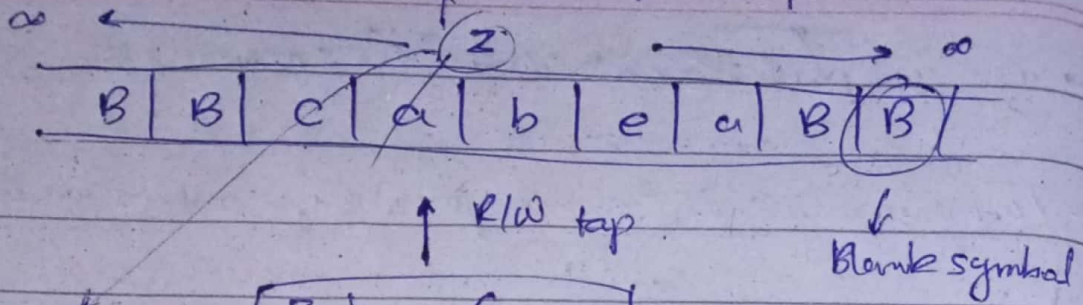 ∞ ∞
Z
B | B | c | a | b | e | a | B | B
R/W tap
Blank symbol